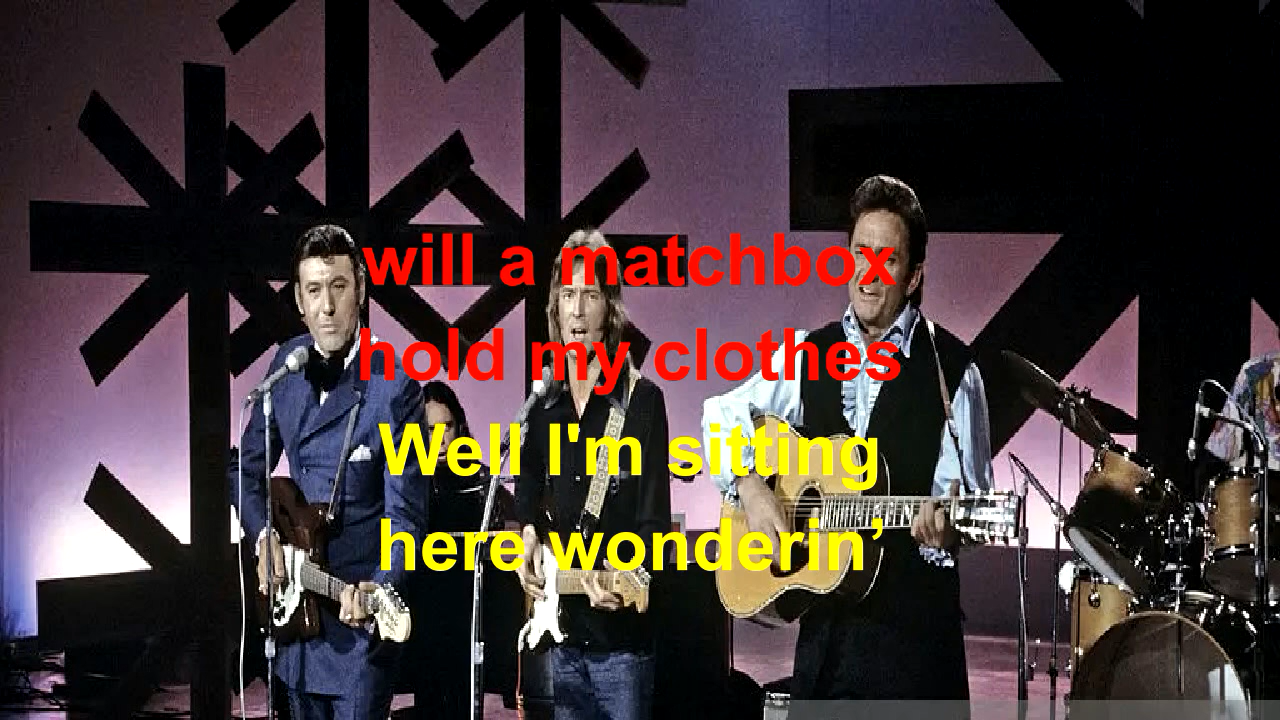 will a matchbox
hold my clothes
Well I'm sitting
here wonderin’